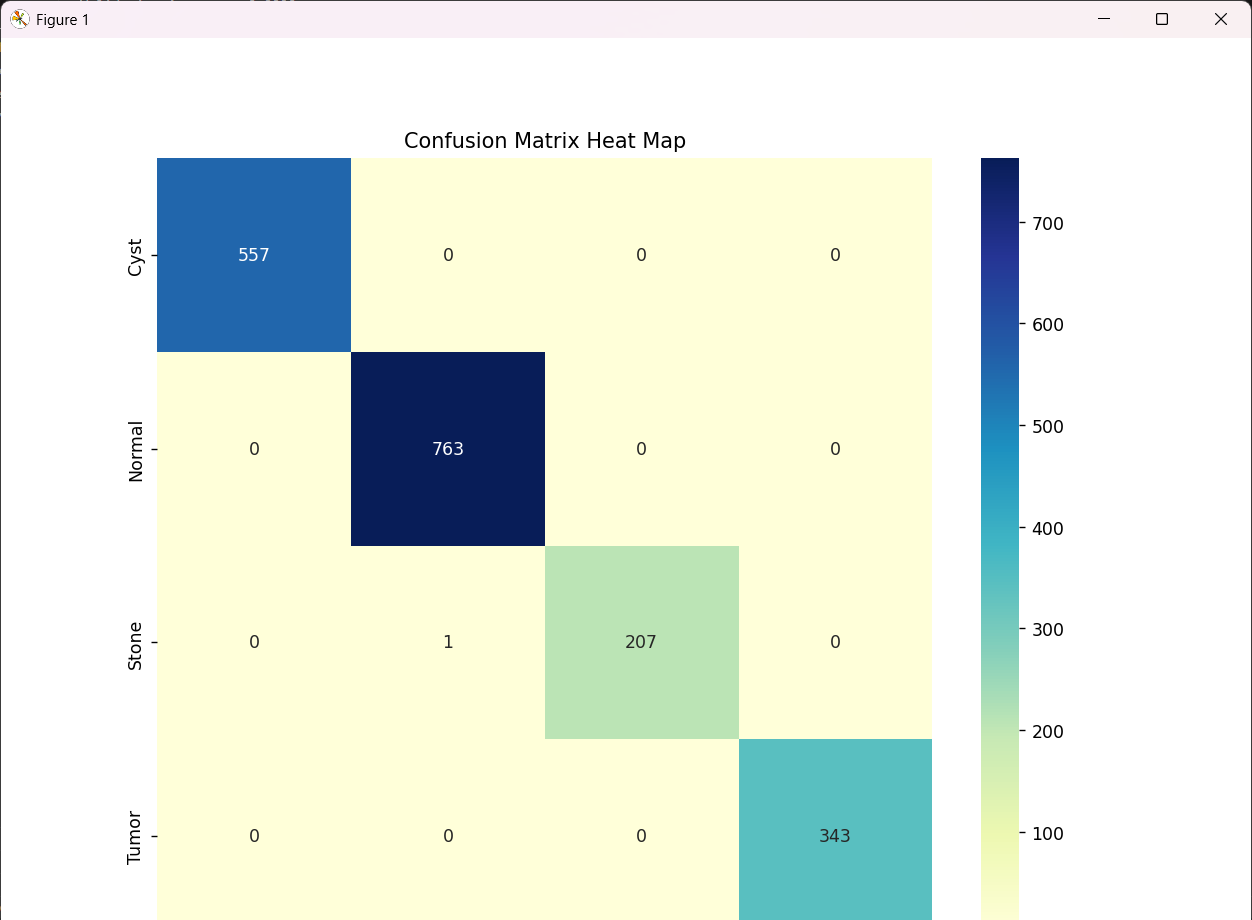 Figure 1
Confusion Matrix Heat Map
Cyst 557 0 0 0
Normal 0 763 0 0
Stone 0 1 207 0
Tumor 0 0 0 343
700
600
500
400
300
200
100